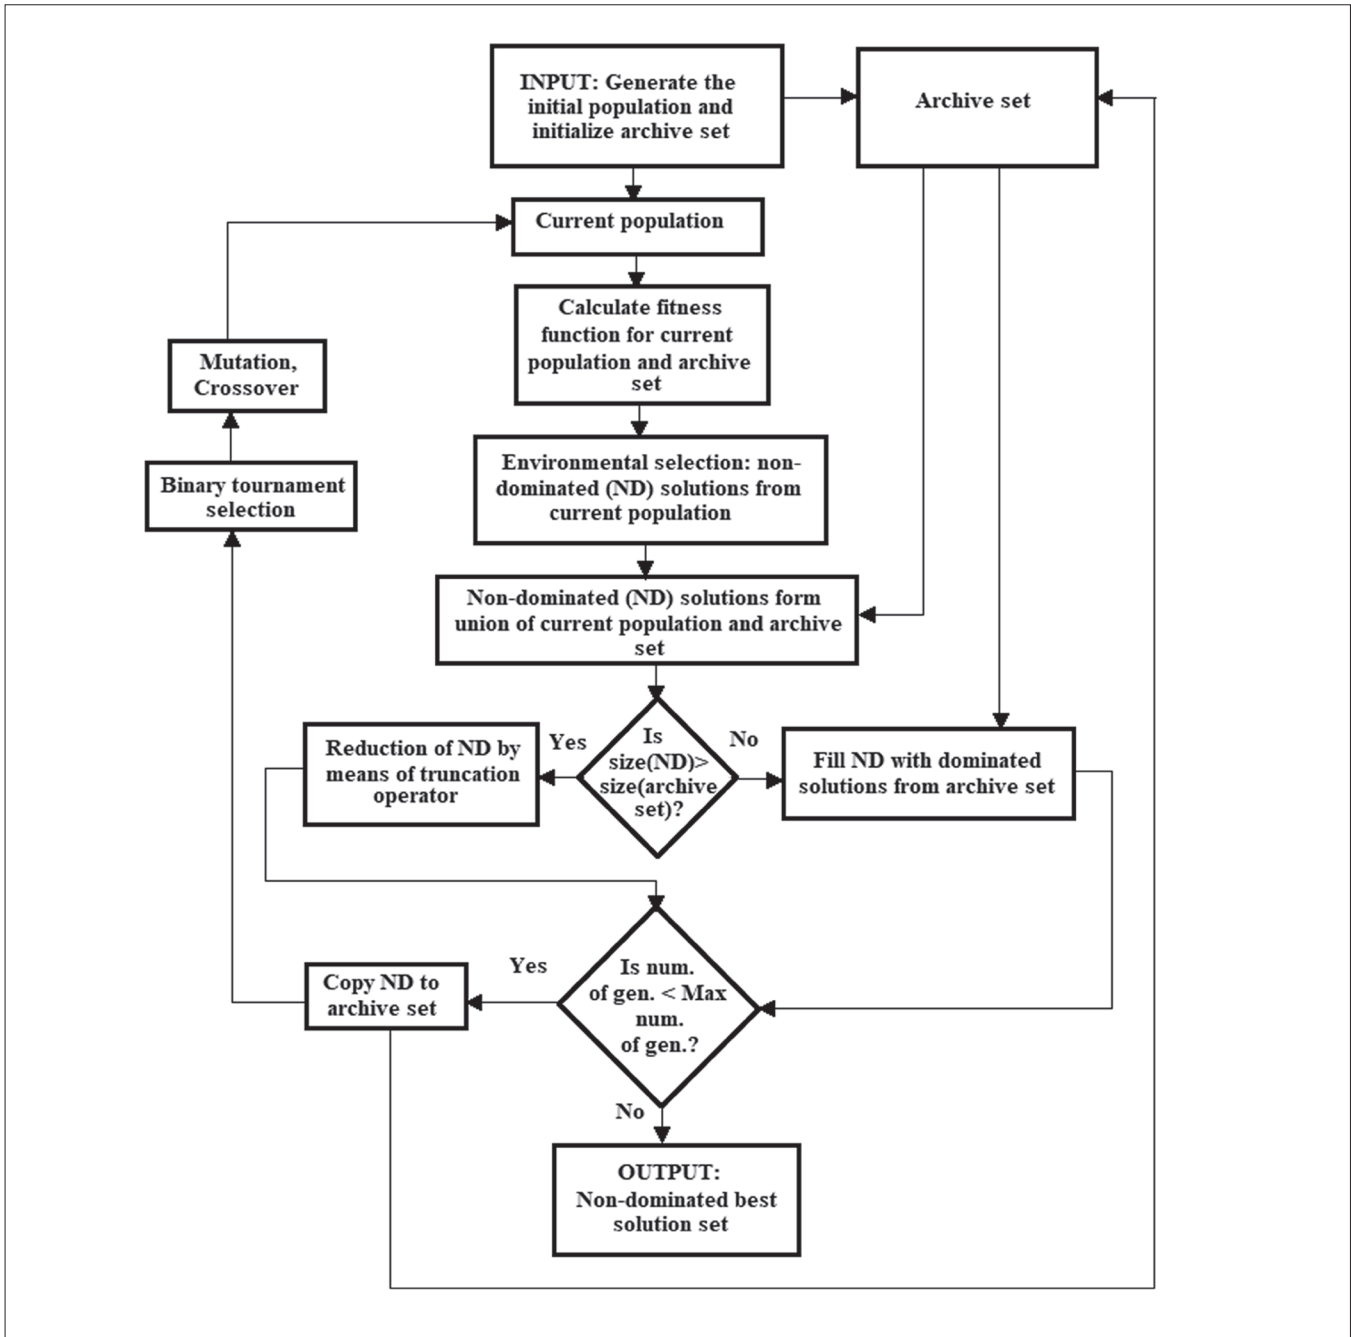 INPUT: Generate the
initial population and
initialize archive set
Archive set
Current population
Calculate fitness
function for current
population and archive
set
Mutation,
Crossover
Environmental selection: non-
dominated (ND) solutions from
current population
Binary tournament
selection
Non-dominated (ND) solutions form
union of current population and archive
set
Reduction of ND by
means of truncation
operator
Yes
Is
size(ND)>
size(archive
set)?
No
Fill ND with dominated
solutions from archive set
Copy ND to
archive set
Yes
Is num.
of gen. < Max
num.
of gen.?
No
OUTPUT:
Non-dominated best
solution set